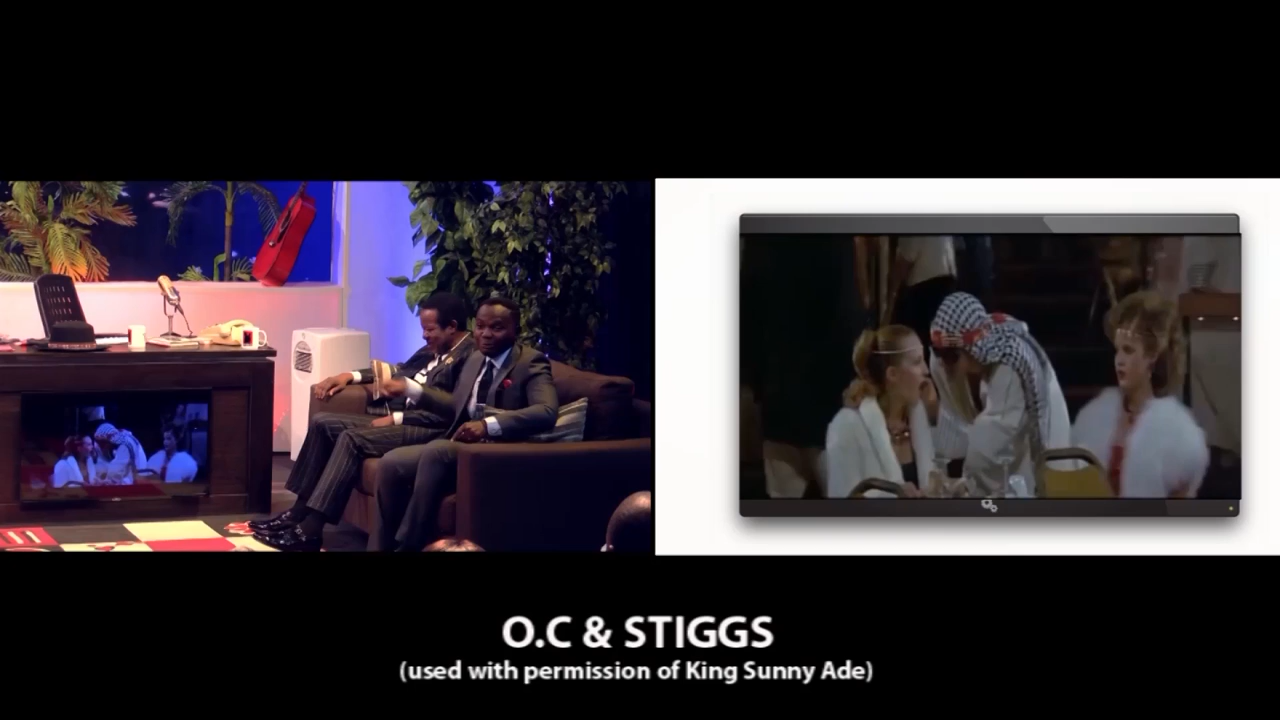 O.C & STIGGS
(used with permission of King Sunny Ade)